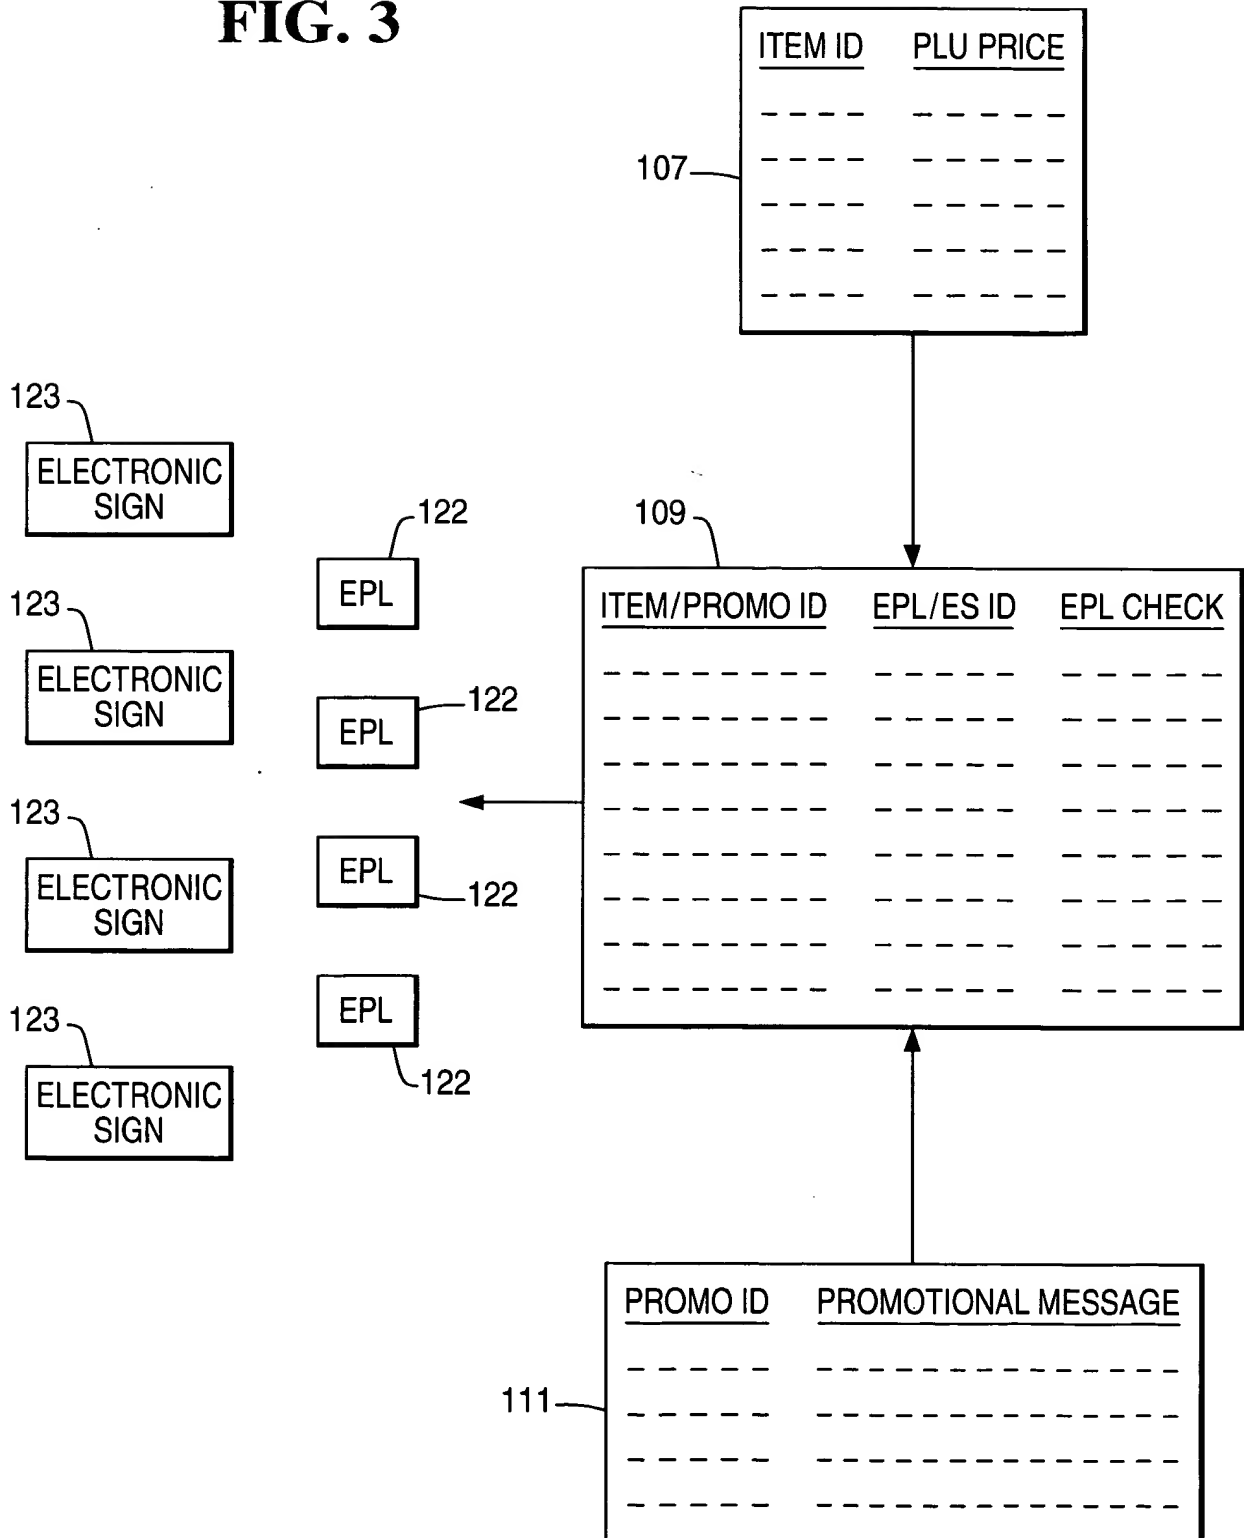 FIG. 3
ITEM ID PLU PRICE
107
123
ELECTRONIC
SIGN
122
EPL
109
ITEM/PROMO ID EPL/ES ID EPL CHECK
123
ELECTRONIC
SIGN
122
EPL
123
ELECTRONIC
SIGN
EPL
122
123
ELECTRONIC
SIGN
EPL
122
PROMO ID PROMOTIONAL MESSAGE
111